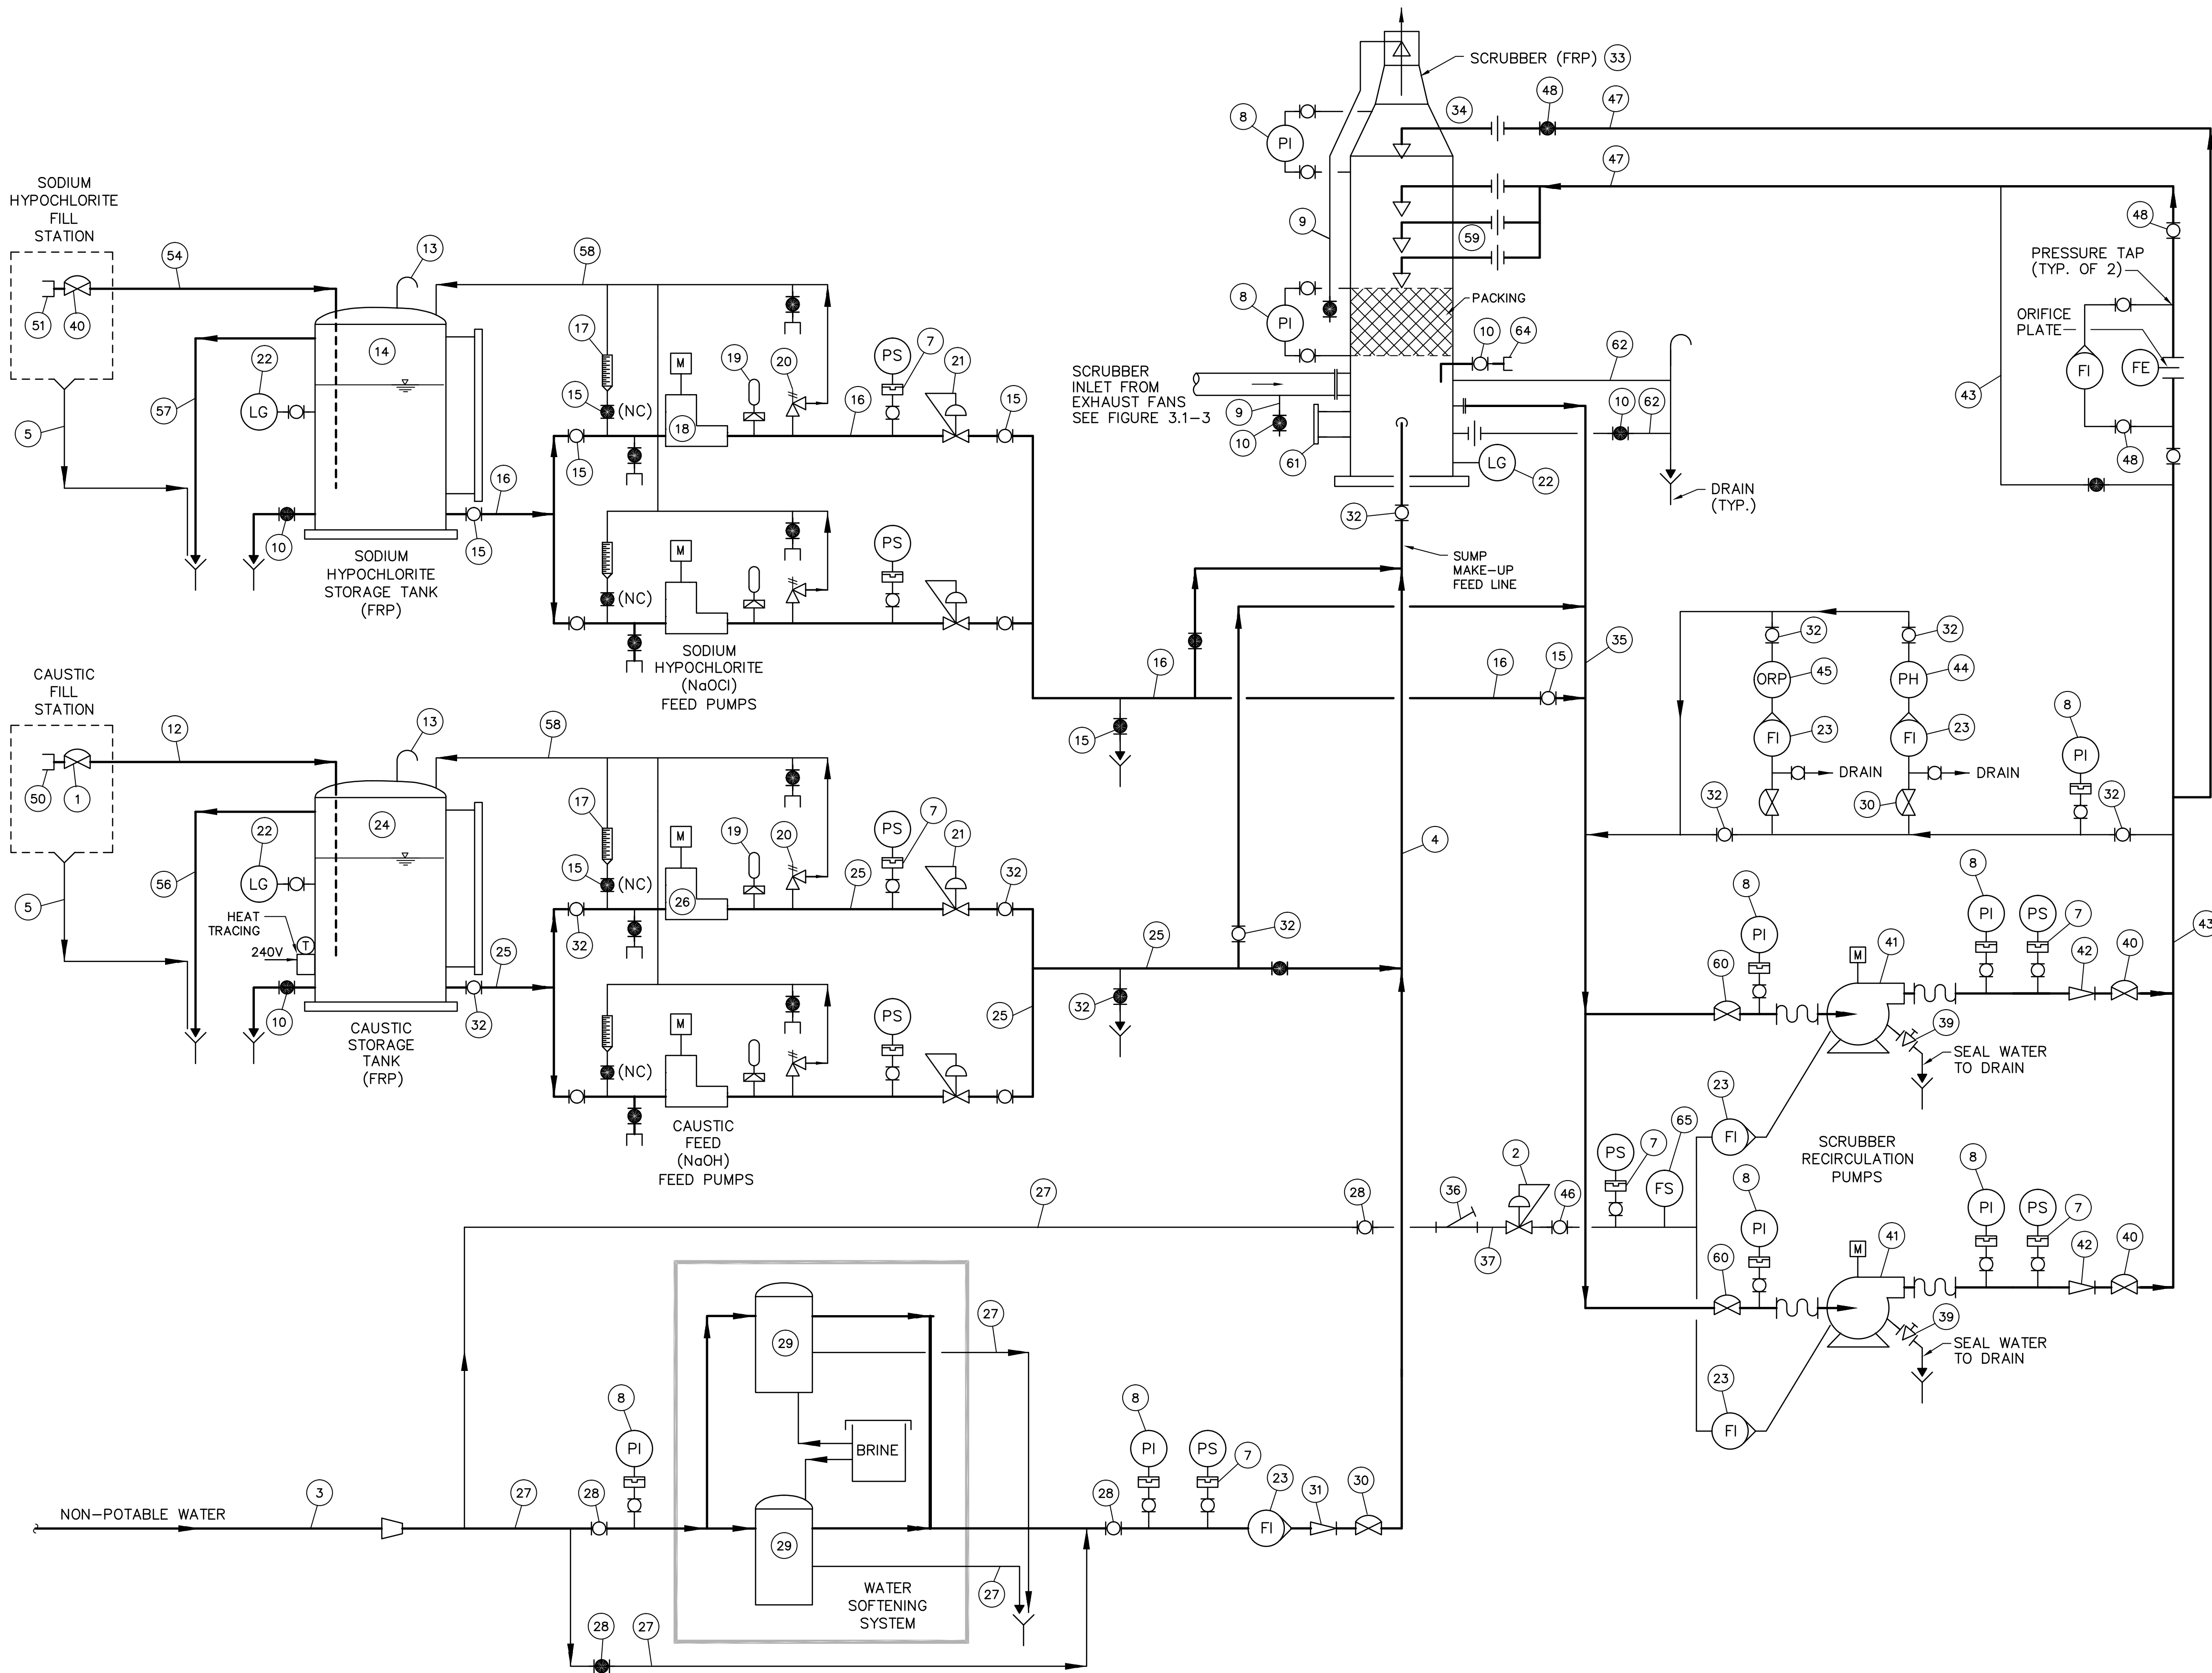 SODIUM
HYPOCHLORITE
FILL
STATION
51
40
54
13
58
14
22
LG
57
5
10
15
16
SODIUM
HYPOCHLORITE
STORAGE TANK
(FRP)
17
15
(NC)
15
M
18
19
20
PS
7
21
16
15
(NC)
M
PS
SODIUM
HYPOCHLORITE
(NaOCl)
FEED PUMPS
16
15
16
15
CAUSTIC
FILL
STATION
50
1
12
13
58
24
22
LG
56
5
HEAT
TRACING
240V
T
10
32
25
CAUSTIC
STORAGE
TANK
(FRP)
17
15
(NC)
32
M
26
19
20
PS
7
21
25
32
(NC)
M
PS
CAUSTIC
FEED
(NaOH)
FEED PUMPS
25
25
32
32
SCRUBBER (FRP)
33
34
48
47
47
8
PI
9
59
8
PI
PACKING
10
64
62
SCRUBBER
INLET FROM
EXHAUST FANS
SEE FIGURE 3.1-3
9
10
61
10
62
LG
22
DRAIN
(TYP.)
32
SUMP
MAKE-UP
FEED LINE
4
35
48
PRESSURE TAP
(TYP. OF 2)
ORIFICE
PLATE
FI
FE
43
48
32
32
ORP
45
PH
44
FI
23
FI
23
DRAIN
DRAIN
30
32
8
PI
32
43
8
PI
60
M
41
8
PI
PS
7
42
40
39
SEAL WATER
TO DRAIN
23
FI
SCRUBBER
RECIRCULATION
PUMPS
8
PI
60
M
41
8
PI
PS
7
42
40
39
SEAL WATER
TO DRAIN
23
FI
27
28
36
37
2
46
PS
7
65
FS
29
27
BRINE
29
27
WATER
SOFTENING
SYSTEM
NON-POTABLE WATER
3
27
28
8
PI
28
8
PI
PS
7
23
FI
31
30
28
27